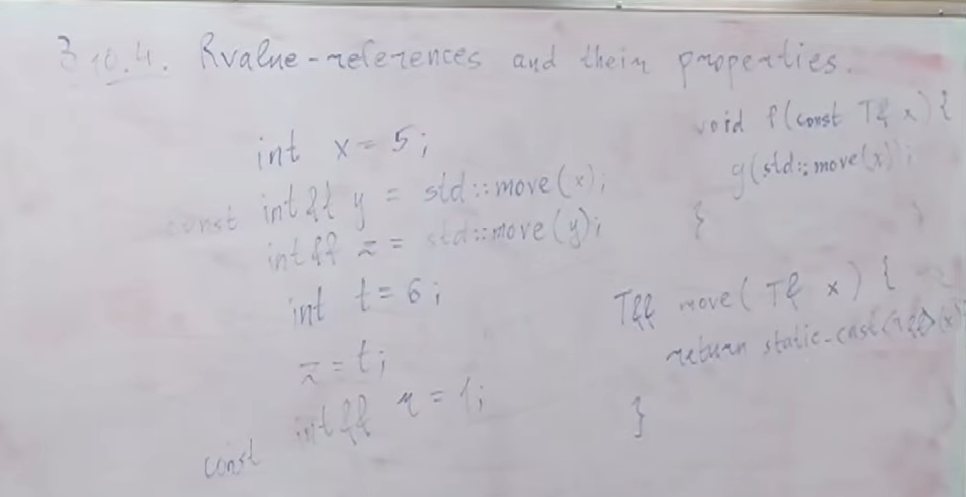 3.10.4. Rvalue-references and their properties.
int x = 5;
const int&& y = std::move(x);
int&& z = std::move(y);
int t = 6;
z = t;
const int&& r = 1;
void f(const T& x) {
g(std::move(x));
}
T&& move(T& x) {
return static_cast<T&&>(x)
}